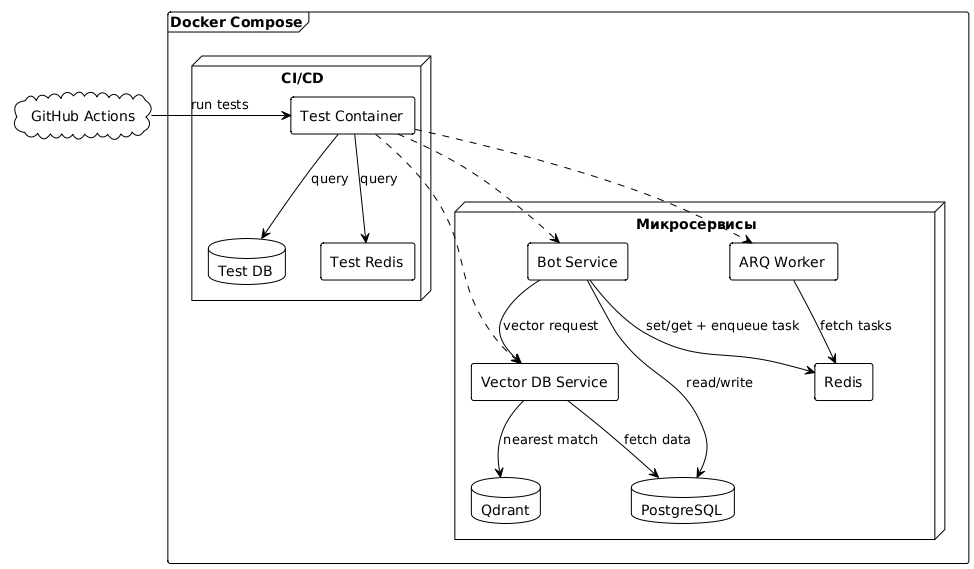 Docker Compose
CI/CD
GitHub Actions
run tests
Test Container
query
query
Test DB
Test Redis
Микросервисы
Bot Service
ARQ Worker
vector request
set/get + enqueue task
fetch tasks
Vector DB Service
read/write
Redis
nearest match
fetch data
Qdrant
PostgreSQL